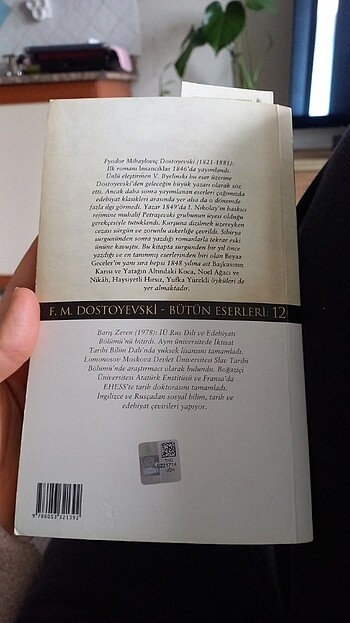 Fyodor Mihayloviç Dostoyevski (1821-1881):
İlk romanı İnsancıklar 1846'da yayımlandı.
Ünlü eleştirmen V. Byelinski bu eser üzerine
Dostoyevski'den geleceğin büyük yazarı olarak söz
etti. Ancak daha sonra yayımlanan eserleri çağımızda
edebiyat klasikleri arasında yer alsa da o dönemde
fazla ilgi görmedi. Yazar 1849'da I. Nikolay'ın baskıcı
rejimine muhalif Petraşevski grubunun üyesi olduğu
gerekçesiyle tutuklandı. Kurşuna dizilmek üzereyken
cezası sürgün ve zorunlu askerliğe çevrildi. Sibirya
sürgününden sonra yazdığı romanlarla tekrar eski
ününe kavuştu. Bu kitapta sürgünden bir yıl önce
yazdığı ve en tanınmış eserlerinden biri olan Beyaz
Geceler'in yanı sıra hepsi 1848 yılına ait Başkasının
Karısı ve Yatağın Altındaki Koca, Noel Ağacı ve
Nikâh, Haysiyetli Hırsız, Yufka Yürekli öyküleri de
yer almaktadır.
F. M. DOSTOYEVSKİ - BÜTÜN ESERLERİ: 12
Barış Zeren (1978): İÜ Rus Dili ve Edebiyatı
Bölümü'nü bitirdi. Aynı üniversitede İktisat
Tarihi Bilim Dalı'nda yüksek lisansını tamamladı.
Lomonosov Moskova Devlet Üniversitesi Slav Tarihi
Bölümü'nde araştırmacı olarak bulundu. Boğaziçi
Üniversitesi Atatürk Enstitüsü ve Fransa'da
EHESS'te tarih doktorasını tamamladı.
İngilizce ve Rusçadan sosyal bilim, tarih ve
edebiyat çevirileri yapıyor.
9 786053 321392